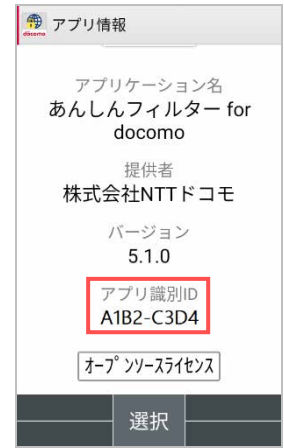 docomo
アプリ情報
アプリケーション名
あんしんフィルター for
docomo
提供者
株式会社NTTドコモ
バージョン
5.1.0
アプリ識別ID
A1B2-C3D4
オープンソースライセンス
選択